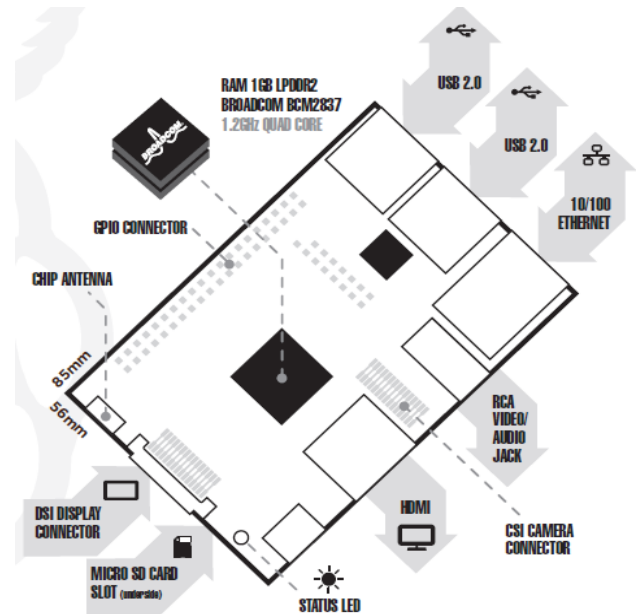 RAM 1GB LPDDR2
BROADCOM BCM2837
1.2GHz QUAD CORE
BROADCOM
USB 2.0
USB 2.0
10/100
ETHERNET
GPIO CONNECTOR
CHIP ANTENNA
85mm
56mm
RCA
VIDEO/
AUDIO
JACK
DSI DISPLAY
CONNECTOR
HDMI
CSI CAMERA
CONNECTOR
MICRO SD CARD
SLOT (underside)
STATUS LED